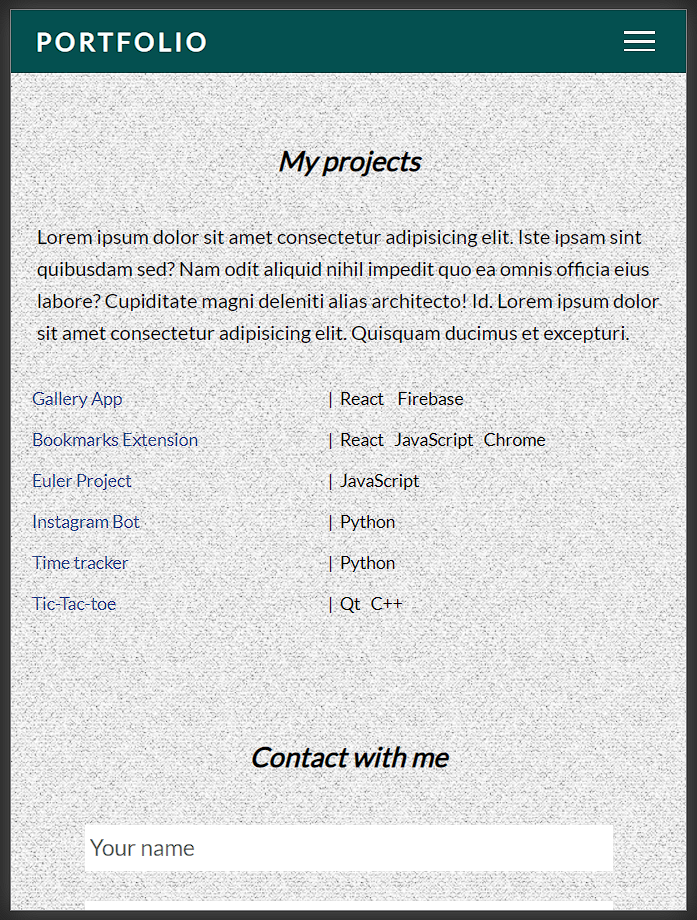 PORTFOLIO
My projects
Lorem ipsum dolor sit amet consectetur adipisicing elit. Iste ipsam sint
quibusdam sed? Nam odit aliquid nihil impedit quo ea omnis officia eius
labore? Cupiditate magni deleniti alias architecto! Id. Lorem ipsum dolor
sit amet consectetur adipisicing elit. Quisquam ducimus et excepturi.
Gallery App | React Firebase
Bookmarks Extension | React JavaScript Chrome
Euler Project | JavaScript
Instagram Bot | Python
Time tracker | Python
Tic-Tac-toe | Qt C++
Contact with me
Your name